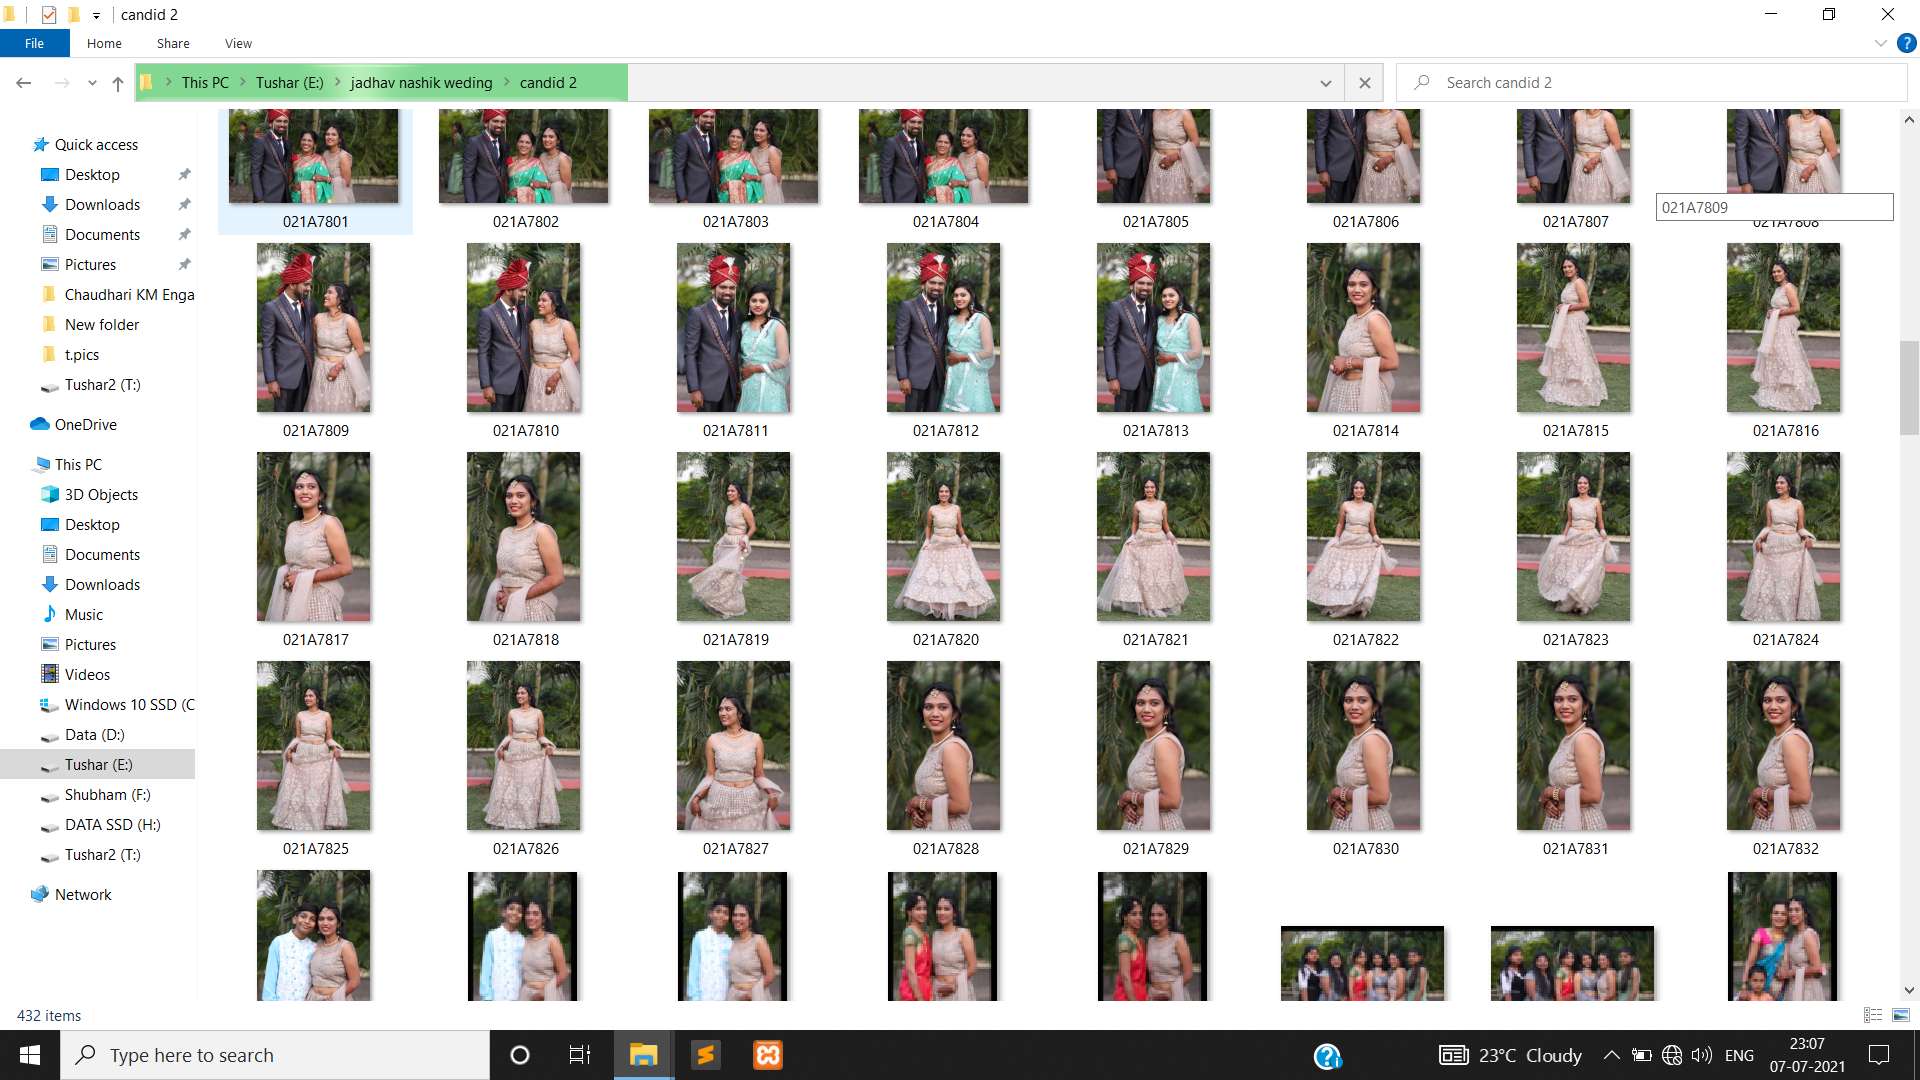 candid 2
File Home Share View
This PC Tushar (E:) jadhav nashik weding candid 2
Search candid 2
Quick access
Desktop
Downloads
Documents
Pictures
Chaudhari KM Enga
New folder
t.pics
Tushar2 (T:)
OneDrive
This PC
3D Objects
Desktop
Documents
Downloads
Music
Pictures
Videos
Windows 10 SSD (C
Data (D:)
Tushar (E:)
Shubham (F:)
DATA SSD (H:)
Tushar2 (T:)
Network
021A7801 021A7802 021A7803 021A7804 021A7805 021A7806 021A7807 021A7808
021A7809
021A7809 021A7810 021A7811 021A7812 021A7813 021A7814 021A7815 021A7816
021A7817 021A7818 021A7819 021A7820 021A7821 021A7822 021A7823 021A7824
021A7825 021A7826 021A7827 021A7828 021A7829 021A7830 021A7831 021A7832
432 items
Type here to search
23°C Cloudy
ENG
23:07
07-07-2021